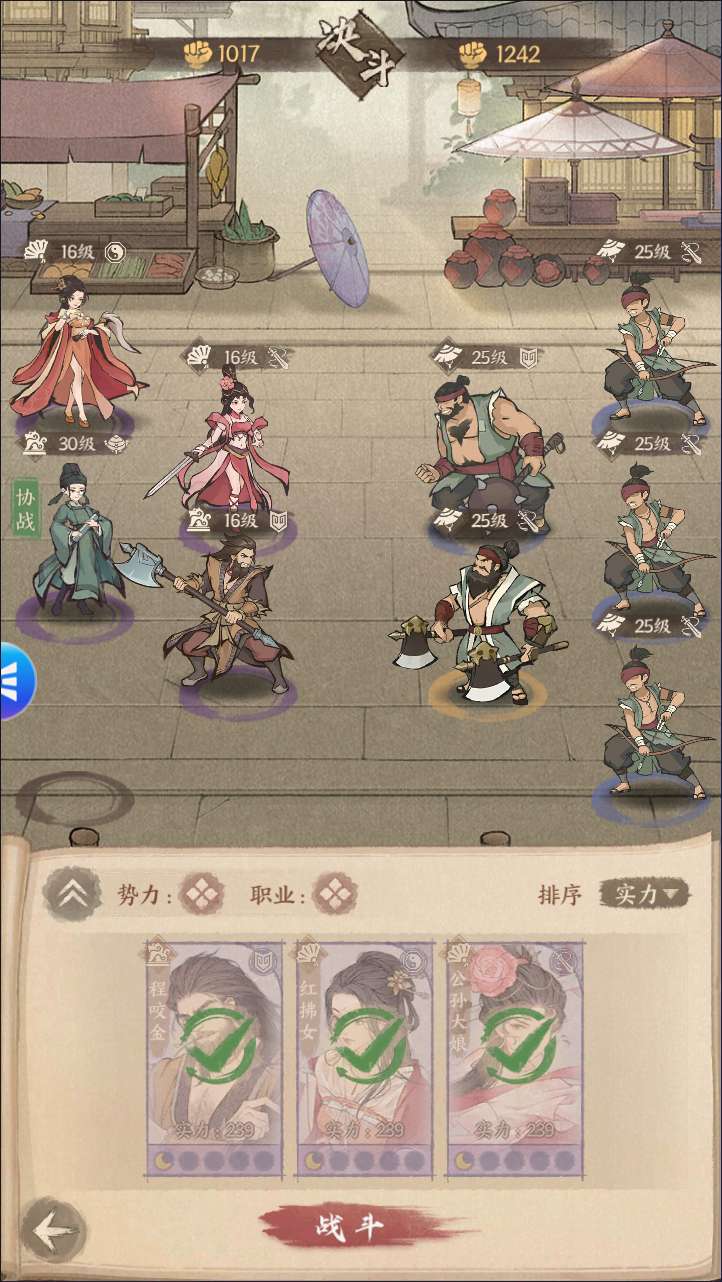 1017
决斗
1242
16级
25级
16级
25级
30级
25级
协战
16级
25级
25级
势力：
职业：
排序
实力
程咬金
红拂女
公孙大娘
实力：239
实力：239
实力：239
战斗